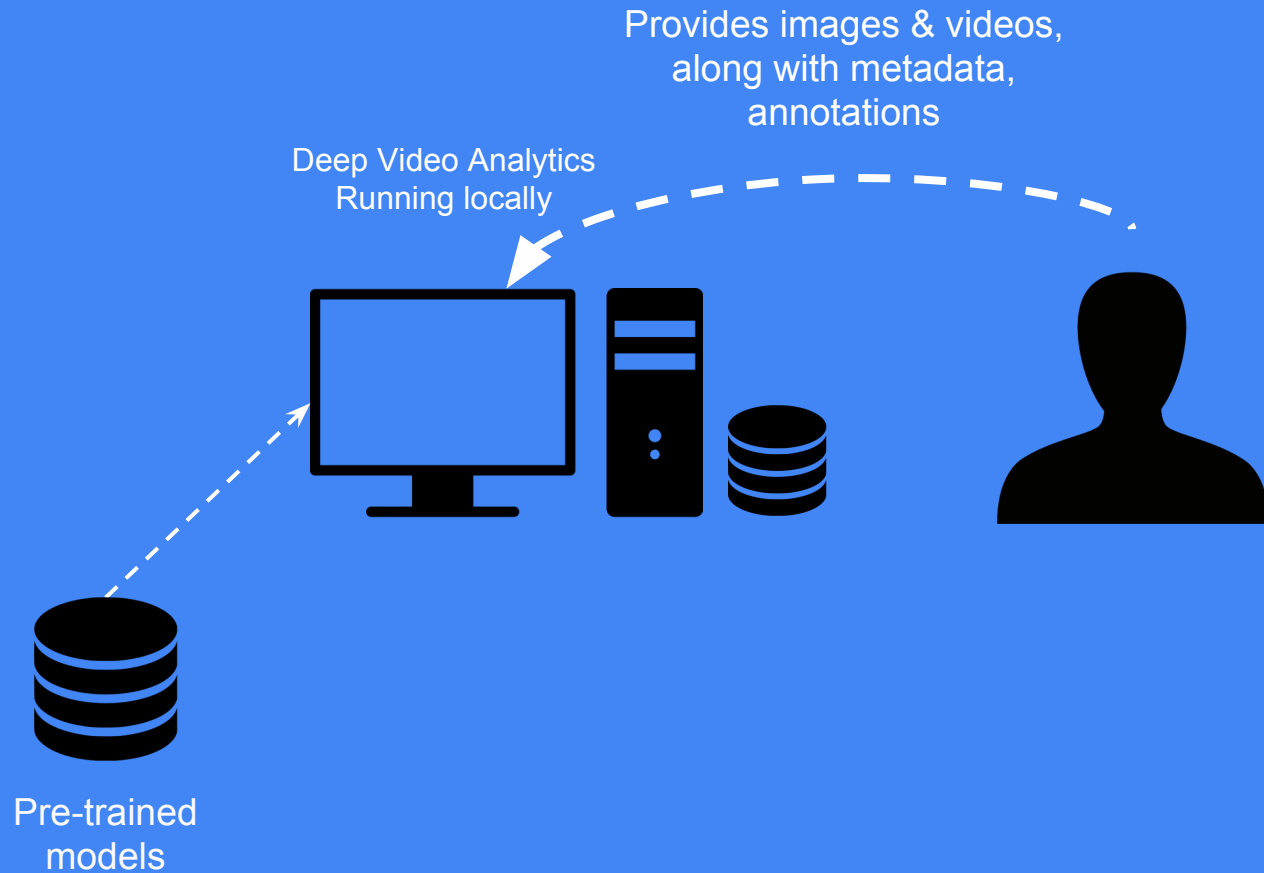 Provides images & videos,
along with metadata,
annotations
Deep Video Analytics
Running locally
Pre-trained
models